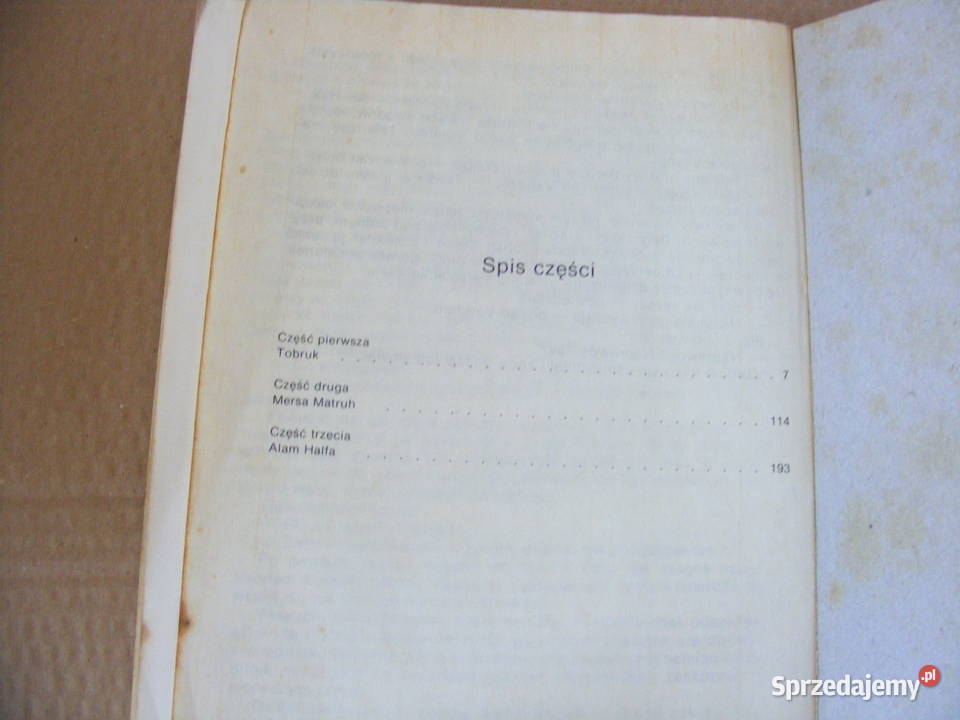 Spis części
Część pierwsza
Tobruk . . . . . . . . . . . . . . . . . . . . . . . . 7
Część druga
Mersa Matruh . . . . . . . . . . . . . . . . . . . . . 114
Część trzecia
Alam Halfa . . . . . . . . . . . . . . . . . . . . . . 193
Sprzedajemy.pl